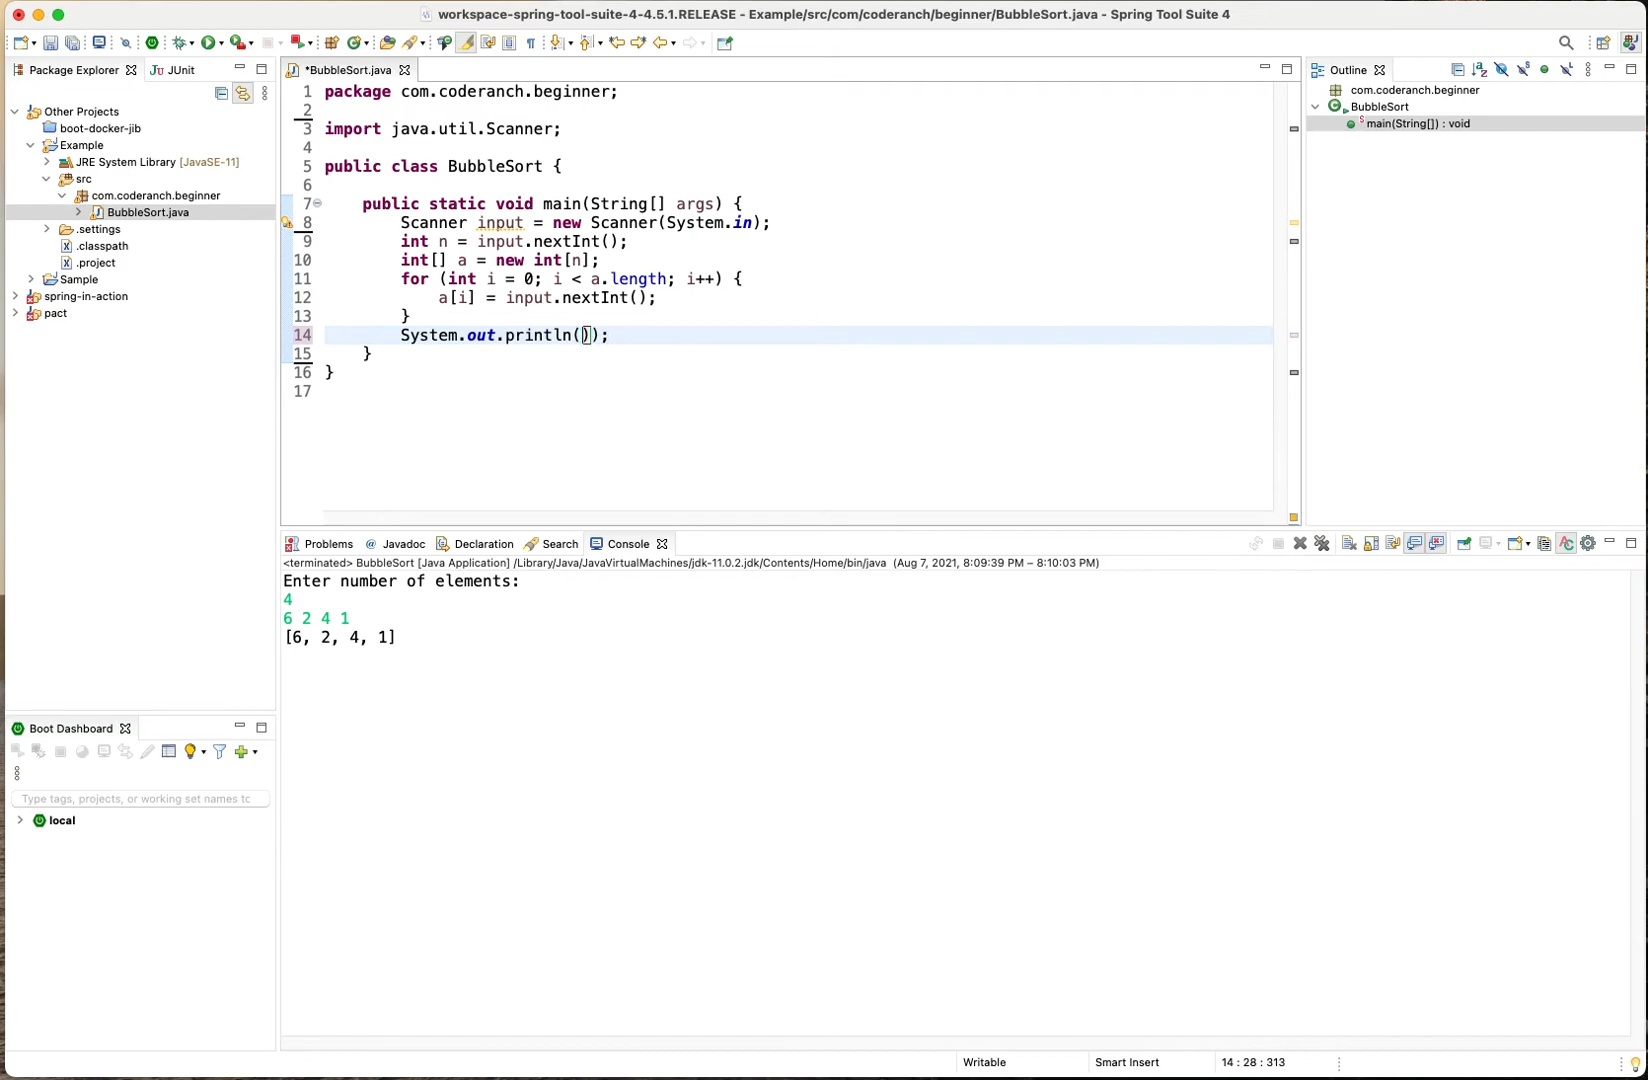 workspace-spring-tool-suite-4-4.5.1.RELEASE - Example/src/com/coderanch/beginner/BubbleSort.java - Spring Tool Suite 4
Package Explorer
JUnit
Other Projects
boot-docker-jib
Example
JRE System Library [JavaSE-11]
src
com.coderanch.beginner
BubbleSort.java
.settings
.classpath
.project
Sample
spring-in-action
pact
*BubbleSort.java
1 package com.coderanch.beginner;
2
3 import java.util.Scanner;
4
5 public class BubbleSort {
6
7 public static void main(String[] args) {
8 Scanner input = new Scanner(System.in);
9 int n = input.nextInt();
10 int[] a = new int[n];
11 for (int i = 0; i < a.length; i++) {
12 a[i] = input.nextInt();
13 }
14 System.out.println());
15 }
16 }
17
Outline
com.coderanch.beginner
BubbleSort
main(String[]) : void
Problems
Javadoc
Declaration
Search
Console
<terminated> BubbleSort [Java Application] /Library/Java/JavaVirtualMachines/jdk-11.0.2.jdk/Contents/Home/bin/java (Aug 7, 2021, 8:09:39 PM – 8:10:03 PM)
Enter number of elements:
4
6 2 4 1
[6, 2, 4, 1]
Boot Dashboard
Type tags, projects, or working set names tc
local
Writable
Smart Insert
14 : 28 : 313